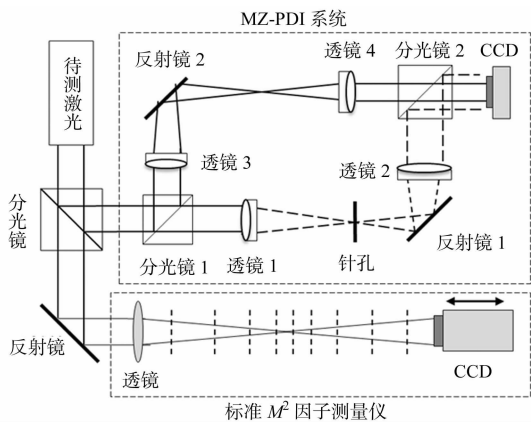 MZ-PDI 系统
待测激光
反射镜 2
透镜 4
分光镜 2
CCD
透镜 3
透镜 2
分光镜
分光镜 1
透镜 1
针孔
反射镜 1
反射镜
透镜
CCD
标准 M² 因子测量仪